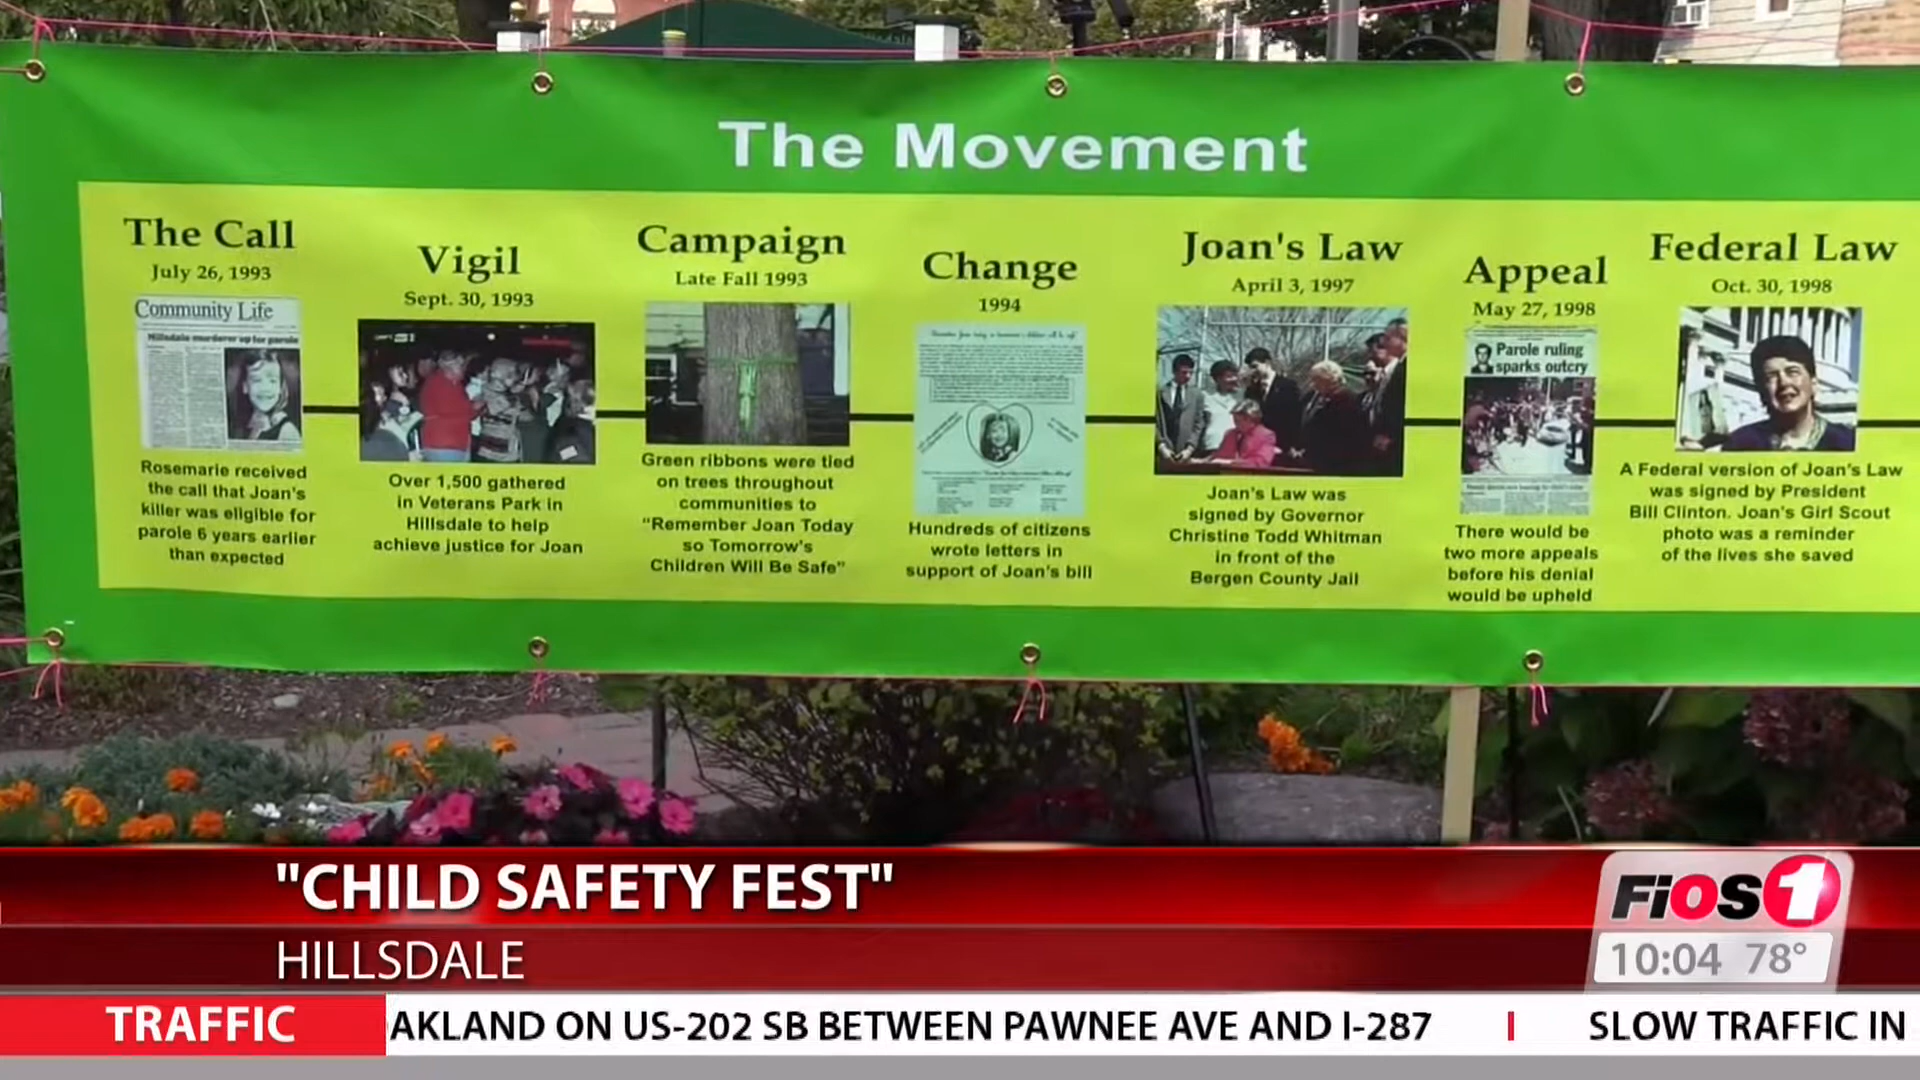 The Movement
The Call
July 26, 1993
Community Life
Hillsdale murderer up for parole
Rosemarie received
the call that Joan's
killer was eligible for
parole 6 years earlier
than expected
Vigil
Sept. 30, 1993
Over 1,500 gathered
in Veterans Park in
Hillsdale to help
achieve justice for Joan
Campaign
Late Fall 1993
Green ribbons were tied
on trees throughout
communities to
"Remember Joan Today
so Tomorrow's
Children Will Be Safe"
Change
1994
Hundreds of citizens
wrote letters in
support of Joan's bill
Joan's Law
April 3, 1997
Joan's Law was
signed by Governor
Christine Todd Whitman
in front of the
Bergen County Jail
Appeal
May 27, 1998
Parole ruling
sparks outcry
There would be
two more appeals
before his denial
would be upheld
Federal Law
Oct. 30, 1998
A Federal version of Joan's Law
was signed by President
Bill Clinton. Joan's Girl Scout
photo was a reminder
of the lives she saved
"CHILD SAFETY FEST"
HILLSDALE
FiOS1
10:04 78°
TRAFFIC
AKLAND ON US-202 SB BETWEEN PAWNEE AVE AND I-287 | SLOW TRAFFIC IN